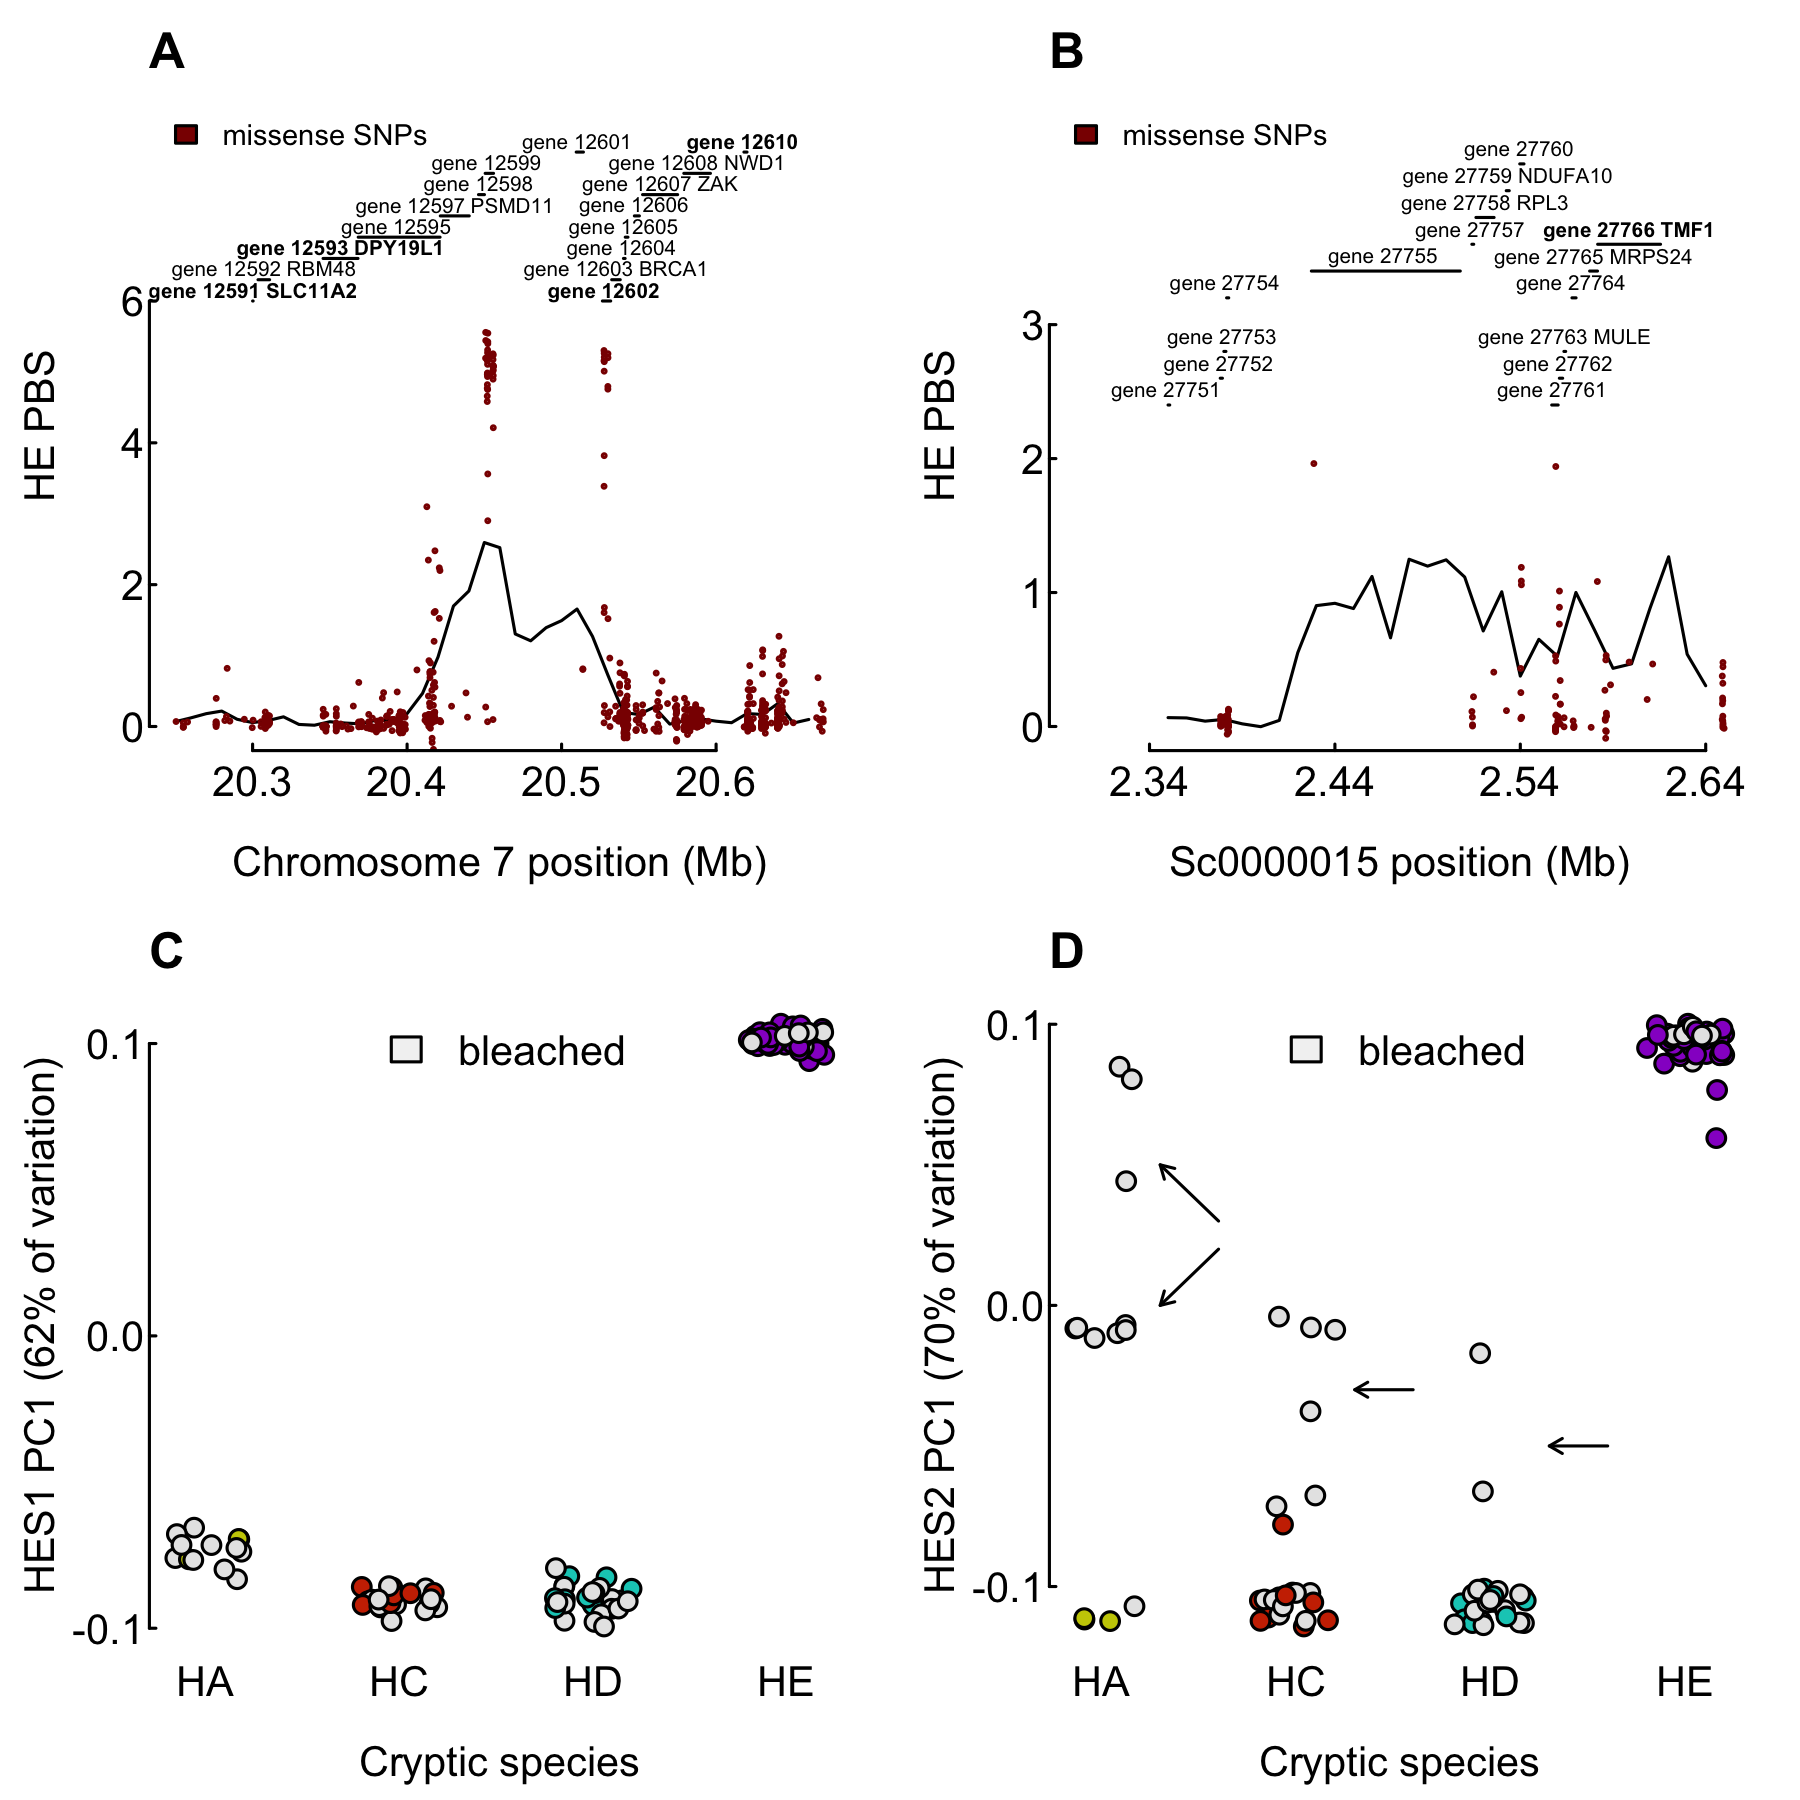 A
missense SNPs
gene 12601
gene 12610
gene 12599
gene 12608 NWD1
gene 12598
gene 12607 ZAK
gene 12597 PSMD11
gene 12606
gene 12595
gene 12605
gene 12593 DPY19L1
gene 12604
gene 12592 RBM48
gene 12603 BRCA1
gene 12591 SLC11A2
gene 12602
HE PBS
6
4
2
0
20.3 20.4 20.5 20.6
Chromosome 7 position (Mb)
B
missense SNPs
gene 27760
gene 27759 NDUFA10
gene 27758 RPL3
gene 27757
gene 27766 TMF1
gene 27755
gene 27765 MRPS24
gene 27754
gene 27764
gene 27753
gene 27763 MULE
gene 27752
gene 27762
gene 27751
gene 27761
HE PBS
3
2
1
0
2.34 2.44 2.54 2.64
Sc0000015 position (Mb)
C
bleached
HES1 PC1 (62% of variation)
0.1
0.0
-0.1
HA HC HD HE
Cryptic species
D
bleached
HES2 PC1 (70% of variation)
0.1
0.0
-0.1
HA HC HD HE
Cryptic species